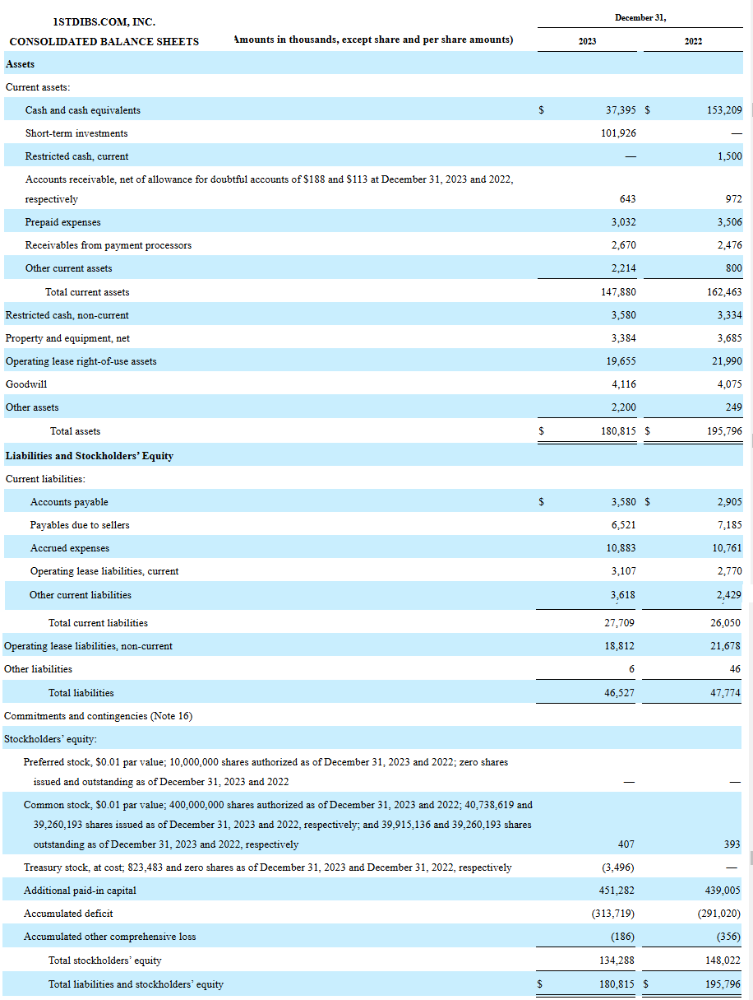 1STDIBS.COM, INC.
CONSOLIDATED BALANCE SHEETS
Amounts in thousands, except share and per share amounts)
December 31,
2023 2022
Assets
Current assets:
Cash and cash equivalents $ 37,395 $ 153,209
Short-term investments 101,926 —
Restricted cash, current — 1,500
Accounts receivable, net of allowance for doubtful accounts of $188 and $113 at December 31, 2023 and 2022,
respectively 643 972
Prepaid expenses 3,032 3,506
Receivables from payment processors 2,670 2,476
Other current assets 2,214 800
Total current assets 147,880 162,463
Restricted cash, non-current 3,580 3,334
Property and equipment, net 3,384 3,685
Operating lease right-of-use assets 19,655 21,990
Goodwill 4,116 4,075
Other assets 2,200 249
Total assets $ 180,815 $ 195,796
Liabilities and Stockholders’ Equity
Current liabilities:
Accounts payable $ 3,580 $ 2,905
Payables due to sellers 6,521 7,185
Accrued expenses 10,883 10,761
Operating lease liabilities, current 3,107 2,770
Other current liabilities 3,618 2,429
Total current liabilities 27,709 26,050
Operating lease liabilities, non-current 18,812 21,678
Other liabilities 6 46
Total liabilities 46,527 47,774
Commitments and contingencies (Note 16)
Stockholders’ equity:
Preferred stock, $0.01 par value; 10,000,000 shares authorized as of December 31, 2023 and 2022; zero shares
issued and outstanding as of December 31, 2023 and 2022 — —
Common stock, $0.01 par value; 400,000,000 shares authorized as of December 31, 2023 and 2022; 40,738,619 and
39,260,193 shares issued as of December 31, 2023 and 2022, respectively; and 39,915,136 and 39,260,193 shares
outstanding as of December 31, 2023 and 2022, respectively 407 393
Treasury stock, at cost; 823,483 and zero shares as of December 31, 2023 and December 31, 2022, respectively (3,496) —
Additional paid-in capital 451,282 439,005
Accumulated deficit (313,719) (291,020)
Accumulated other comprehensive loss (186) (356)
Total stockholders’ equity 134,288 148,022
Total liabilities and stockholders’ equity $ 180,815 $ 195,796